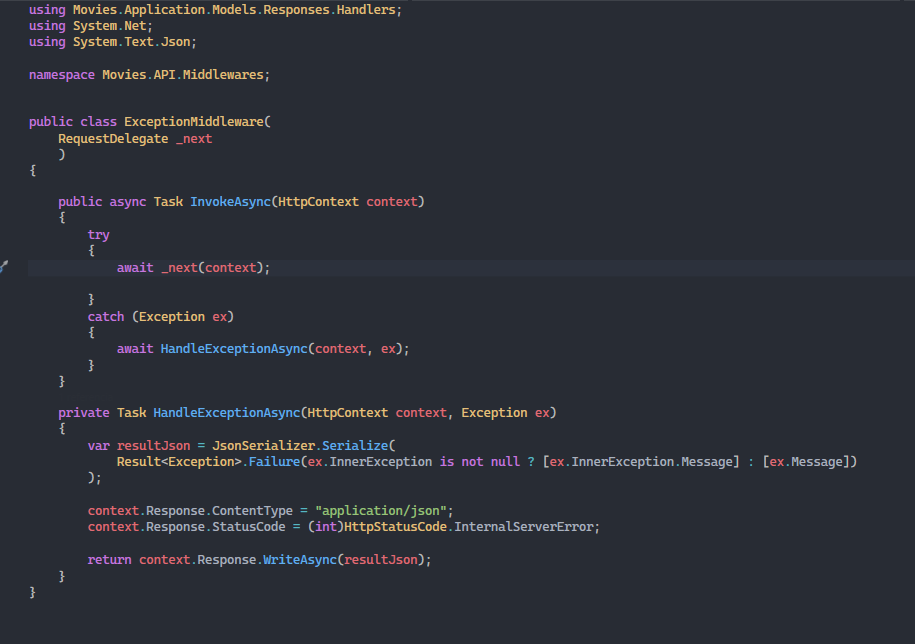 using Movies.Application.Models.Responses.Handlers;
using System.Net;
using System.Text.Json;
namespace Movies.API.Middlewares;
public class ExceptionMiddleware(
RequestDelegate _next
)
{
public async Task InvokeAsync(HttpContext context)
{
try
{
await _next(context);
}
catch (Exception ex)
{
await HandleExceptionAsync(context, ex);
}
}
private Task HandleExceptionAsync(HttpContext context, Exception ex)
{
var resultJson = JsonSerializer.Serialize(
Result<Exception>.Failure(ex.InnerException is not null ? [ex.InnerException.Message] : [ex.Message])
);
context.Response.ContentType = "application/json";
context.Response.StatusCode = (int)HttpStatusCode.InternalServerError;
return context.Response.WriteAsync(resultJson);
}
}